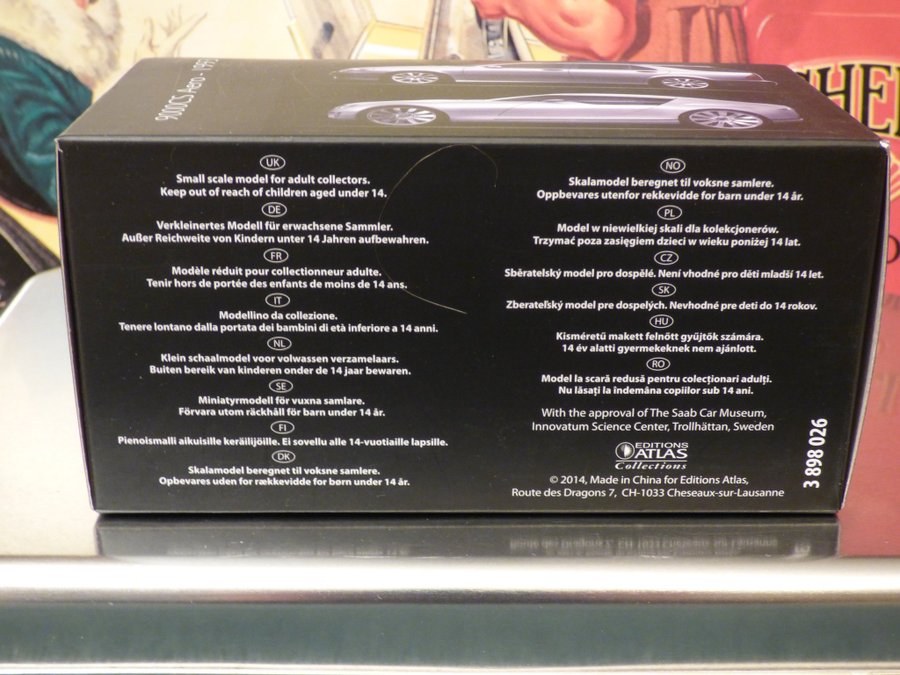 9000CS Aero - 199
UK
Small scale model for adult collectors.
Keep out of reach of children aged under 14.
DE
Verkleinertes Modell für erwachsene Sammler.
Außer Reichweite von Kindern unter 14 Jahren aufbewahren.
FR
Modèle réduit pour collectionneur adulte.
Tenir hors de portée des enfants de moins de 14 ans.
IT
Modellino da collezione.
Tenere lontano dalla portata dei bambini di età inferiore a 14 anni.
NL
Klein schaalmodel voor volwassen verzamelaars.
Buiten bereik van kinderen onder de 14 jaar bewaren.
SE
Miniatyrmodell för vuxna samlare.
Förvara utom räckhåll för barn under 14 år.
FI
Pienoismalli aikuisille keräilijöille. Ei sovellu alle 14-vuotiaille lapsille.
DK
Skalamodel beregnet til voksne samlere.
Opbevares uden for rækkevidde for børn under 14 år.
NO
Skalamodel beregnet til voksne samlere.
Oppbevares utenfor rekkevidde for barn under 14 år.
PL
Model w niewielkiej skali dla kolekcjonerów.
Trzymać poza zasięgiem dzieci w wieku poniżej 14 lat.
CZ
Sběratelský model pro dospělé. Není vhodné pro děti mladší 14 let.
SK
Zberateľský model pre dospelých. Nevhodné pre deti do 14 rokov.
HU
Kisméretű makett felnőtt gyűjtők számára.
14 év alatti gyermekeknek nem ajánlott.
RO
Model la scară redusă pentru colecționari adulți.
Nu lăsați la îndemâna copiilor sub 14 ani.
With the approval of The Saab Car Museum,
Innovatum Science Center, Trollhättan, Sweden
EDITIONS
ATLAS
Collections
© 2014, Made in China for Editions Atlas,
Route des Dragons 7, CH-1033 Cheseaux-sur-Lausanne
3 898 026